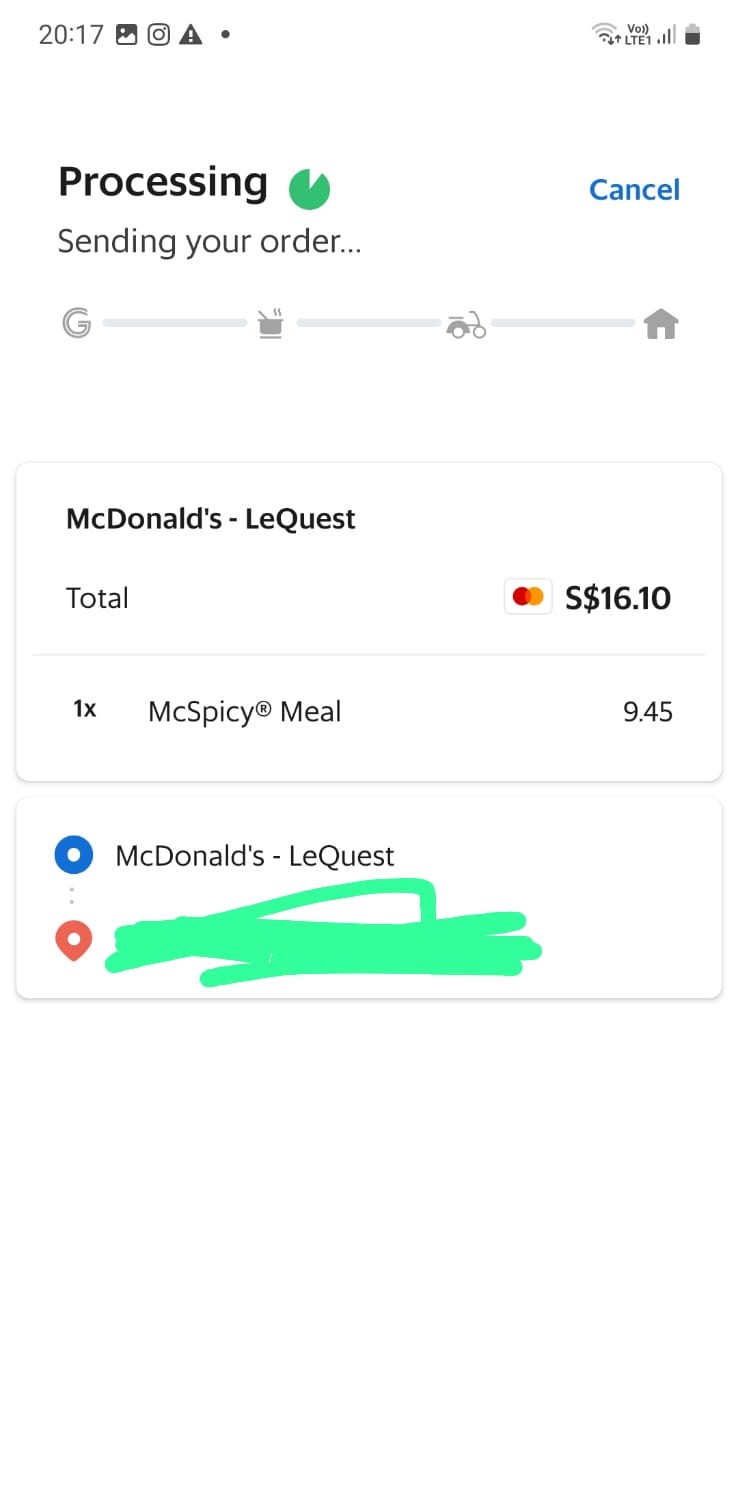 20:17
Vo))
LTE1
Processing
Cancel
Sending your order...
G
McDonald's - LeQuest
Total S$16.10
1x McSpicy® Meal 9.45
McDonald's - LeQuest